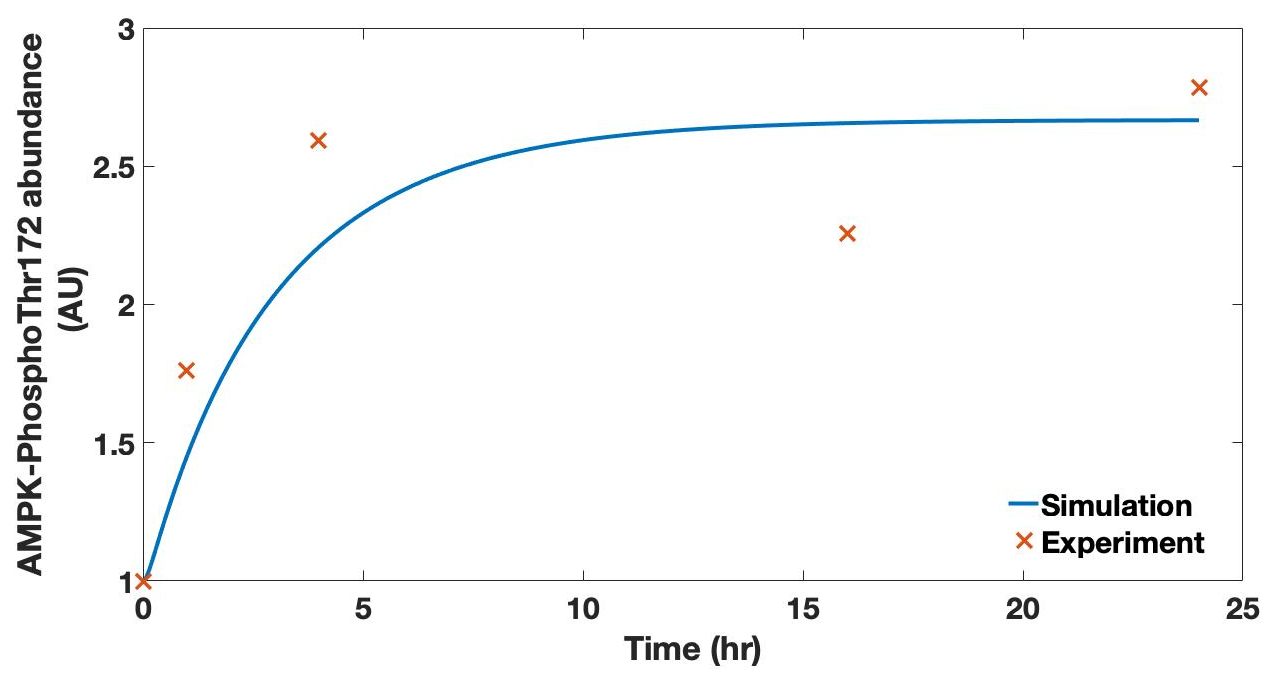 AMPK-PhosphoThr172 abundance
(AU)
3
2.5
2
1.5
1
0 5 10 15 20 25
Time (hr)
Simulation
Experiment